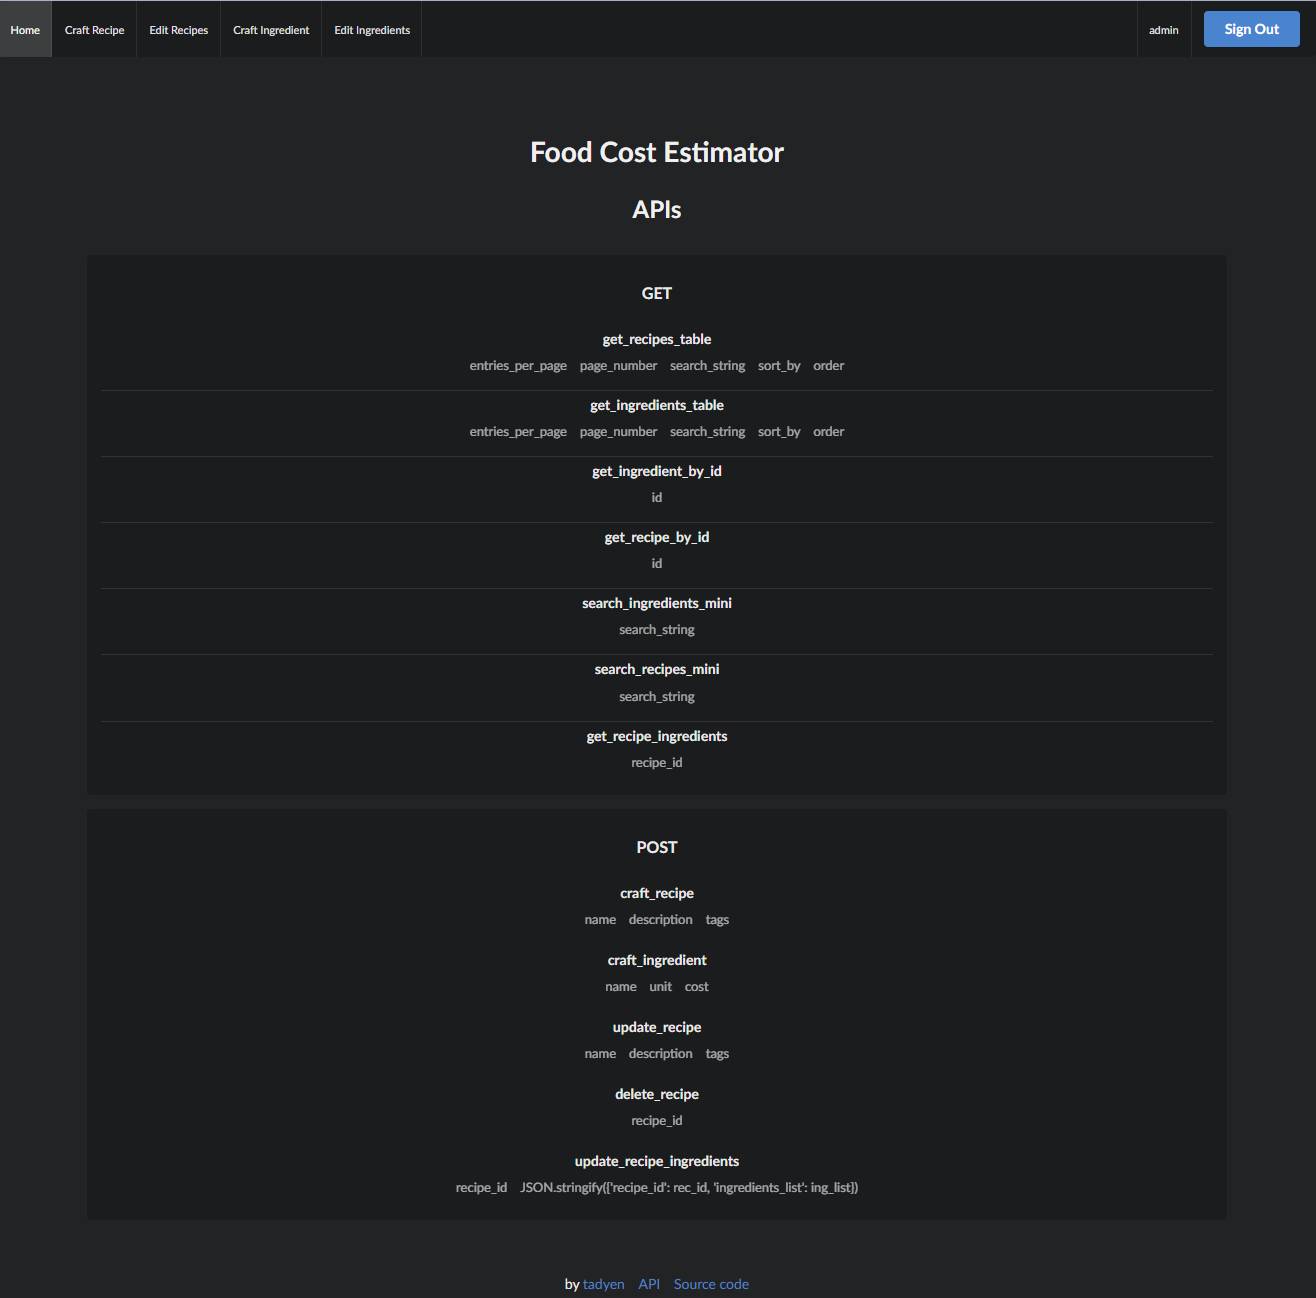 Home Craft Recipe Edit Recipes Craft Ingredient Edit Ingredients admin Sign Out
Food Cost Estimator
APIs
GET
get_recipes_table
entries_per_page page_number search_string sort_by order
get_ingredients_table
entries_per_page page_number search_string sort_by order
get_ingredient_by_id
id
get_recipe_by_id
id
search_ingredients_mini
search_string
search_recipes_mini
search_string
get_recipe_ingredients
recipe_id
POST
craft_recipe
name description tags
craft_ingredient
name unit cost
update_recipe
name description tags
delete_recipe
recipe_id
update_recipe_ingredients
recipe_id JSON.stringify({'recipe_id': rec_id, 'ingredients_list': ing_list})
by tadyen API Source code